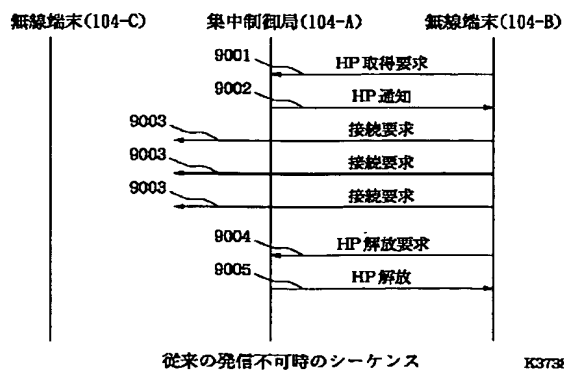 無線端末(104-C)
集中制御局(104-A)
無線端末(104-B)
9001
HP取得要求
9002
HP通知
9003
接続要求
9003
接続要求
9003
接続要求
9004
HP解放要求
9005
HP解放
従来の発信不可時のシーケンス
K3738